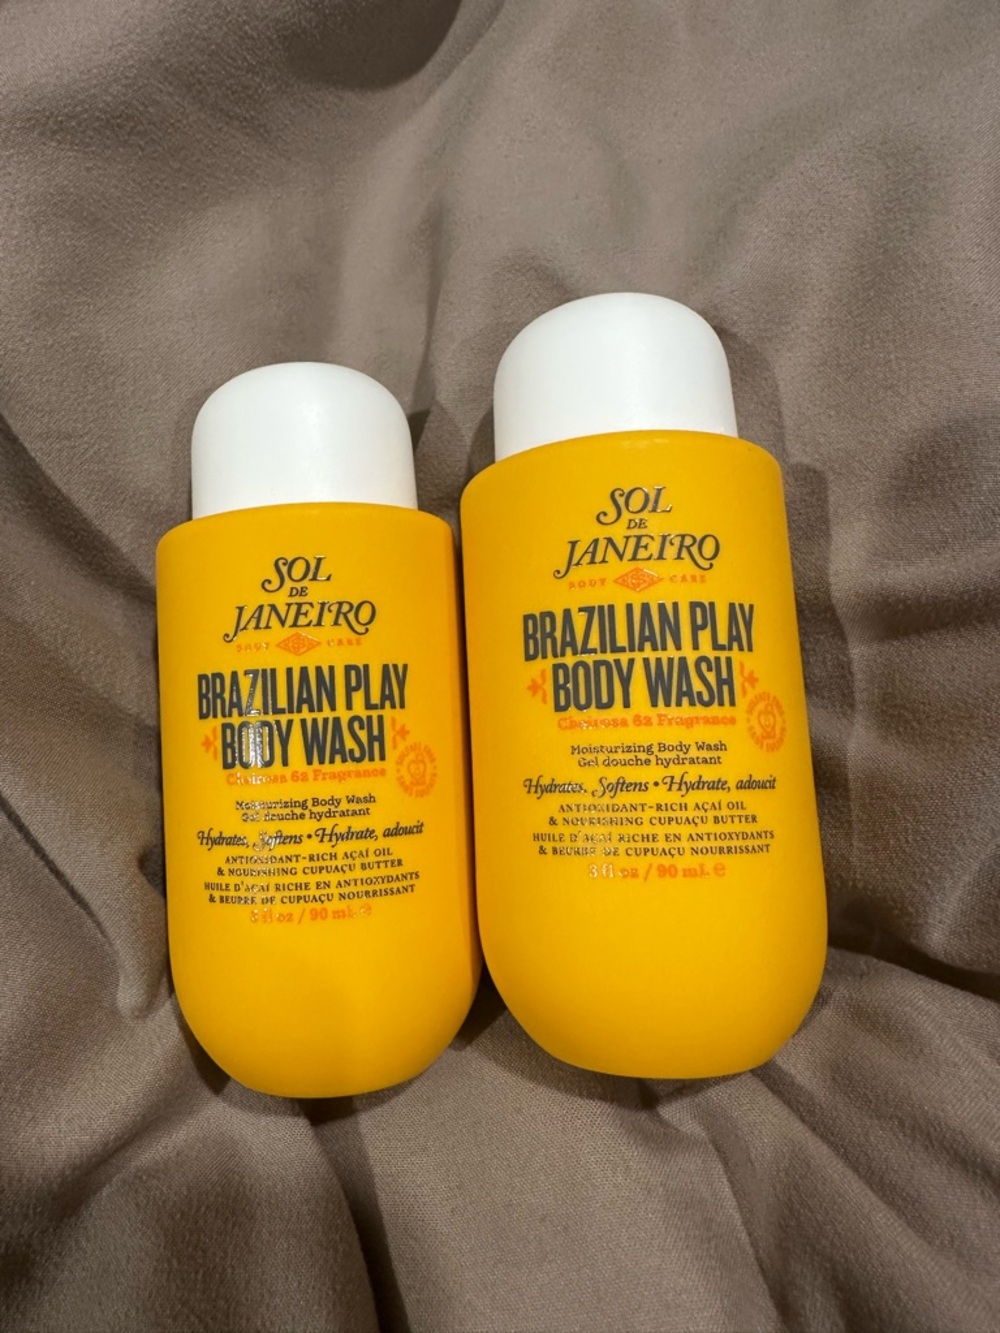 SOL
DE
JANEIRO
BODY CARE
BRAZILIAN PLAY
BODY WASH
Cheirosa 62 Fragrance
Moisturizing Body Wash
Gel douche hydratant
Hydrates, Softens • Hydrate, adoucit
ANTIOXIDANT-RICH AÇAÍ OIL
& NOURISHING CUPUAÇU BUTTER
HUILE D'AÇAÍ RICHE EN ANTIOXYDANTS
& BEURRE DE CUPUAÇU NOURRISSANT
3 fl oz / 90 mL e
SOL
DE
JANEIRO
BODY CARE
BRAZILIAN PLAY
BODY WASH
Cheirosa 62 Fragrance
Moisturizing Body Wash
Gel douche hydratant
Hydrates, Softens • Hydrate, adoucit
ANTIOXIDANT-RICH AÇAÍ OIL
& NOURISHING CUPUAÇU BUTTER
HUILE D'AÇAÍ RICHE EN ANTIOXYDANTS
& BEURRE DE CUPUAÇU NOURRISSANT
3 fl oz / 90 mL e